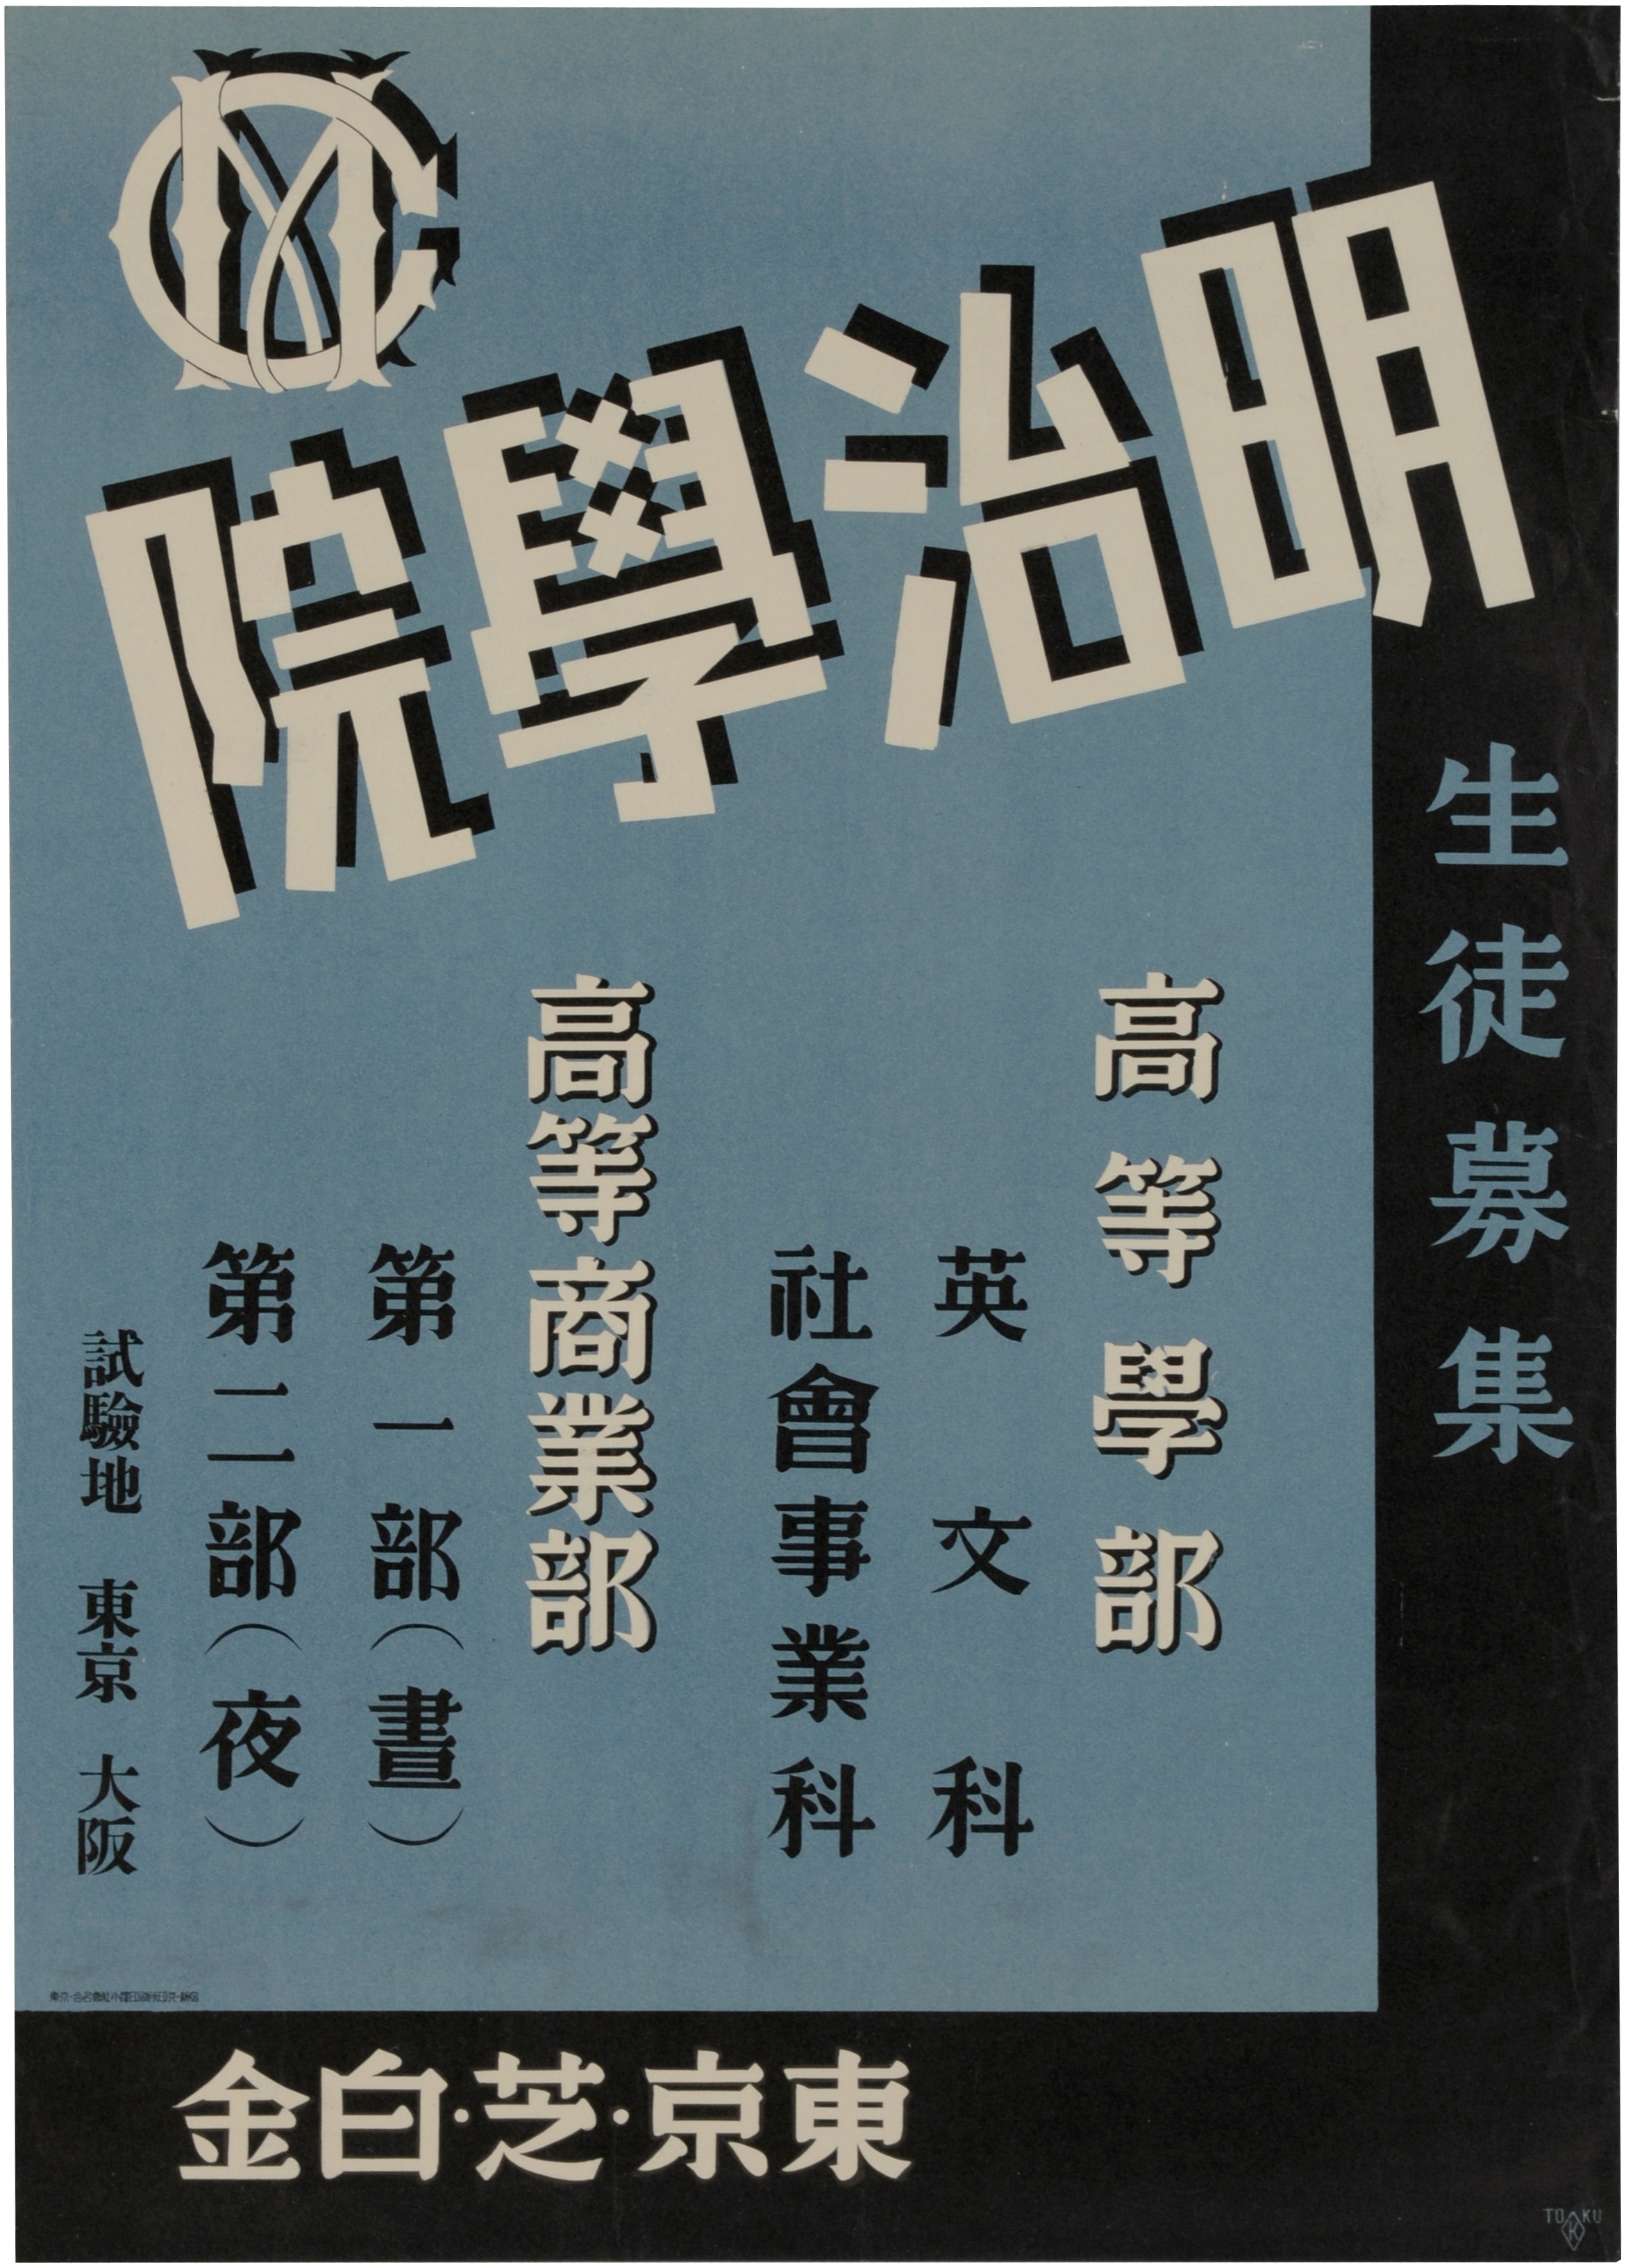 MG
明治學院
生徒募集
高等學部
英文科
社會事業科
高等商業部
第一部(晝)
第二部(夜)
試驗地 東京 大阪
東京・芝・白金
TOKKU